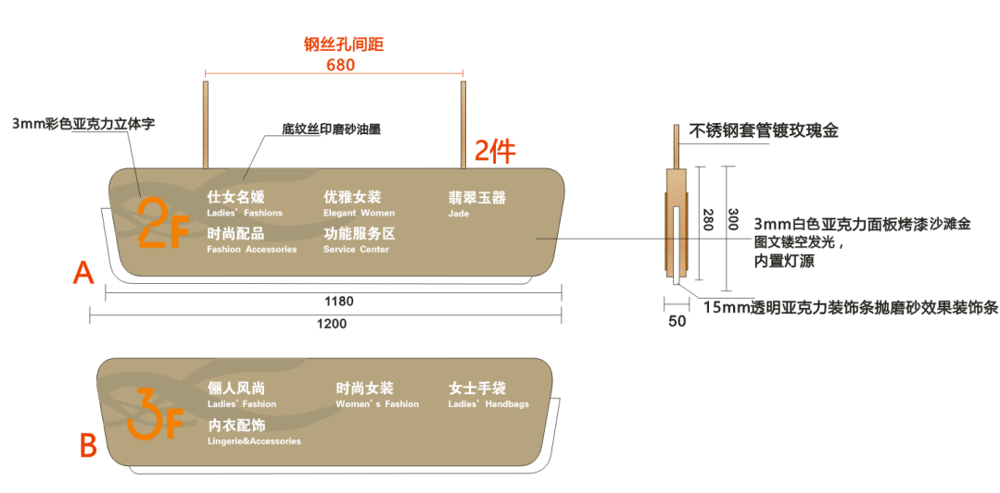 钢丝孔间距
680
3mm彩色亚克力立体字
底纹丝印磨砂油墨
2件
不锈钢套管镀玫瑰金
2F
仕女名媛
Ladies' Fashions
优雅女装
Elegant Women
翡翠玉器
Jade
时尚配品
Fashion Accessories
功能服务区
Service Center
A
280
300
3mm白色亚克力面板烤漆沙滩金
图文镂空发光，
内置灯源
1180
1200
50
15mm透明亚克力装饰条抛磨砂效果装饰条
3F
俪人风尚
Ladies' Fashion
时尚女装
Women's Fashion
女士手袋
Ladies' Handbags
内衣配饰
Lingerie&Accessories
B